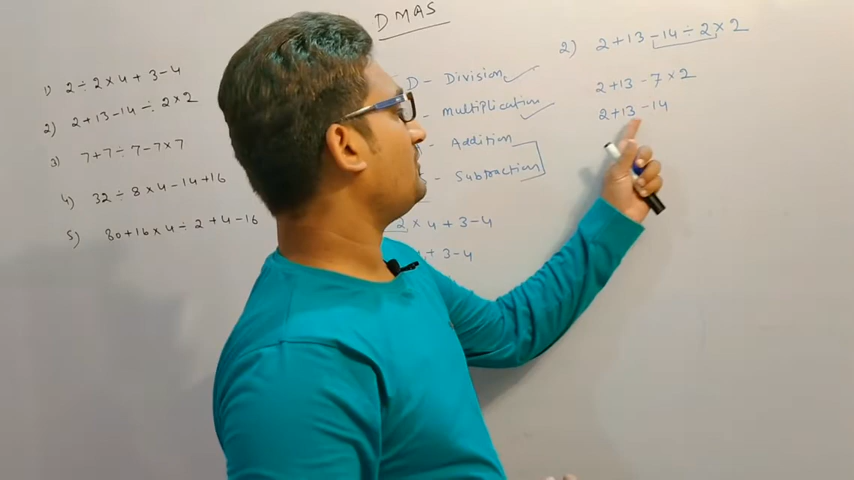 DMAS
1) 2÷2×4+3-4
2) 2+13-14÷2×2
3) 7+7÷7-7×7
4) 32÷8×4-14+16
5) 80+16×4÷2+4-16
D - Division
Multiplication
Addition
- Subtraction
2 ×4+3-4
+3-4
2) 2+13-14÷2×2
2+13-7×2
2+13-14